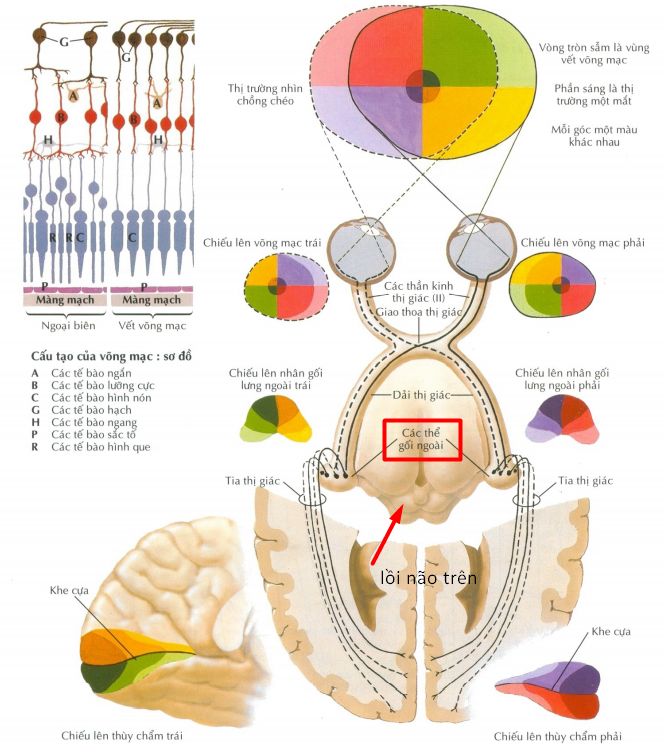 G
G
A
A
B
B
H
H
R
R
C
C
P
P
Màng mạch
Màng mạch
Ngoại biên
Vết võng mạc
Cấu tạo của võng mạc : sơ đồ
A Các tế bào ngắn
B Các tế bào lưỡng cực
C Các tế bào hình nón
G Các tế bào hạch
H Các tế bào ngang
P Các tế bào sắc tố
R Các tế bào hình que
Thị trường nhìn
chồng chéo
Vòng tròn sẫm là vùng
vết võng mạc
Phần sáng là thị
trường một mắt
Mỗi góc một màu
khác nhau
Chiếu lên võng mạc trái
Chiếu lên võng mạc phải
Các thần kinh
thị giác (II)
Giao thoa thị giác
Chiếu lên nhân gối
lưng ngoài trái
Chiếu lên nhân gối
lưng ngoài phải
Dải thị giác
Các thể
gối ngoài
Tia thị giác
Tia thị giác
lồi não trên
Khe cựa
Khe cựa
Chiếu lên thùy chẩm trái
Chiếu lên thùy chẩm phải